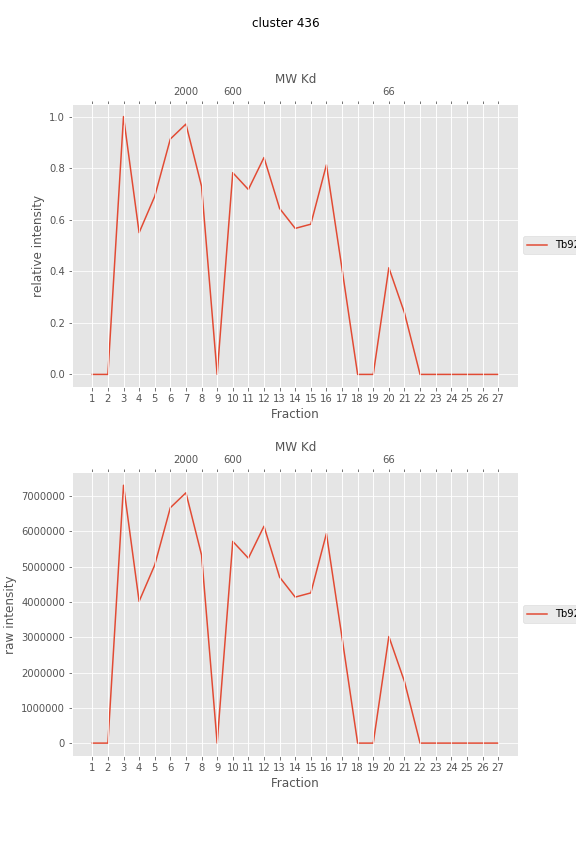 cluster 436
MW Kd
2000 600 66
1.0
0.8
0.6
0.4
0.2
0.0
relative intensity
Tb92
1 2 3 4 5 6 7 8 9 10 11 12 13 14 15 16 17 18 19 20 21 22 23 24 25 26 27
Fraction
MW Kd
2000 600 66
7000000
6000000
5000000
4000000
3000000
2000000
1000000
0
raw intensity
Tb92
1 2 3 4 5 6 7 8 9 10 11 12 13 14 15 16 17 18 19 20 21 22 23 24 25 26 27
Fraction